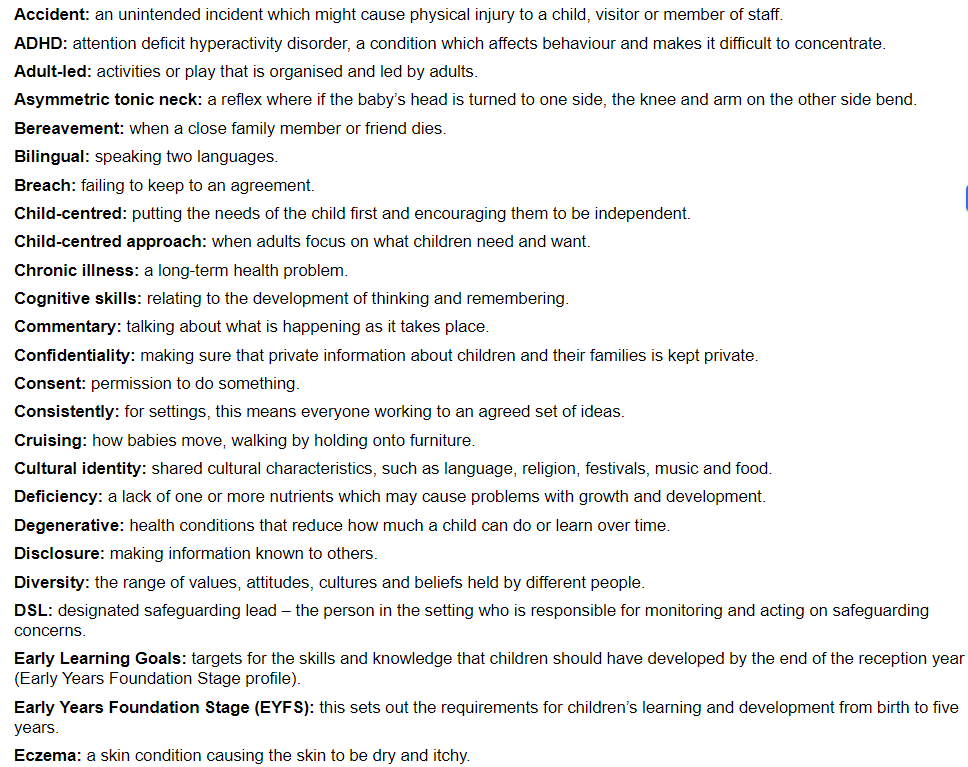 Accident: an unintended incident which might cause physical injury to a child, visitor or member of staff.
ADHD: attention deficit hyperactivity disorder, a condition which affects behaviour and makes it difficult to concentrate.
Adult-led: activities or play that is organised and led by adults.
Asymmetric tonic neck: a reflex where if the baby’s head is turned to one side, the knee and arm on the other side bend.
Bereavement: when a close family member or friend dies.
Bilingual: speaking two languages.
Breach: failing to keep to an agreement.
Child-centred: putting the needs of the child first and encouraging them to be independent.
Child-centred approach: when adults focus on what children need and want.
Chronic illness: a long-term health problem.
Cognitive skills: relating to the development of thinking and remembering.
Commentary: talking about what is happening as it takes place.
Confidentiality: making sure that private information about children and their families is kept private.
Consent: permission to do something.
Consistently: for settings, this means everyone working to an agreed set of ideas.
Cruising: how babies move, walking by holding onto furniture.
Cultural identity: shared cultural characteristics, such as language, religion, festivals, music and food.
Deficiency: a lack of one or more nutrients which may cause problems with growth and development.
Degenerative: health conditions that reduce how much a child can do or learn over time.
Disclosure: making information known to others.
Diversity: the range of values, attitudes, cultures and beliefs held by different people.
DSL: designated safeguarding lead – the person in the setting who is responsible for monitoring and acting on safeguarding
concerns.
Early Learning Goals: targets for the skills and knowledge that children should have developed by the end of the reception year
(Early Years Foundation Stage profile).
Early Years Foundation Stage (EYFS): this sets out the requirements for children’s learning and development from birth to five
years.
Eczema: a skin condition causing the skin to be dry and itchy.